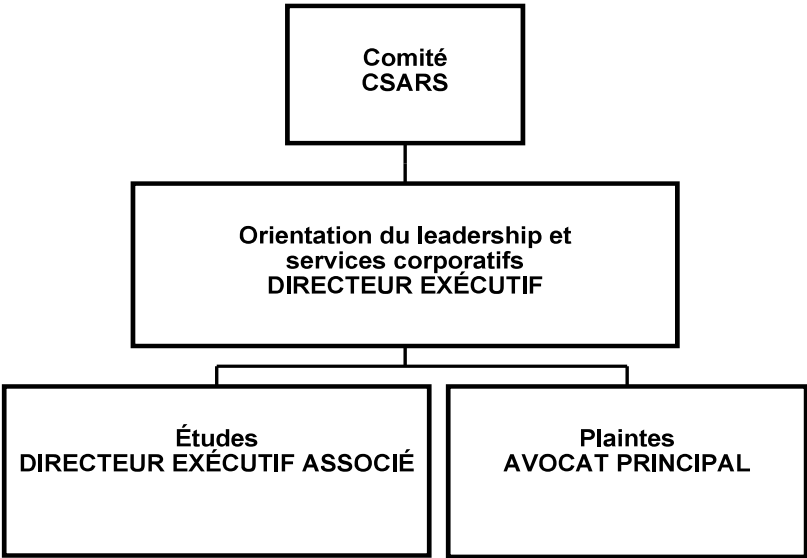 Comité
CSARS
Orientation du leadership et
services corporatifs
DIRECTEUR EXÉCUTIF
Études
DIRECTEUR EXÉCUTIF ASSOCIÉ
Plaintes
AVOCAT PRINCIPAL